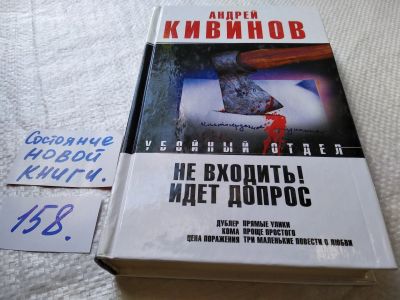 АНДРЕЙ
КИВИНОВ
УБОЙНЫЙ ОТДЕЛ
НЕ ВХОДИТЬ!
ИДЕТ ДОПРОС
ДУБЛЕР ПРЯМЫЕ УЛИКИ
КОМА ПРОЩЕ ПРОСТОГО
ЦЕНА ПОРАЖЕНИЯ ТРИ МАЛЕНЬКИЕ ПОВЕСТИ О ЛЮБВИ
Состояние
НОВОЙ
КНИГИ.
158.